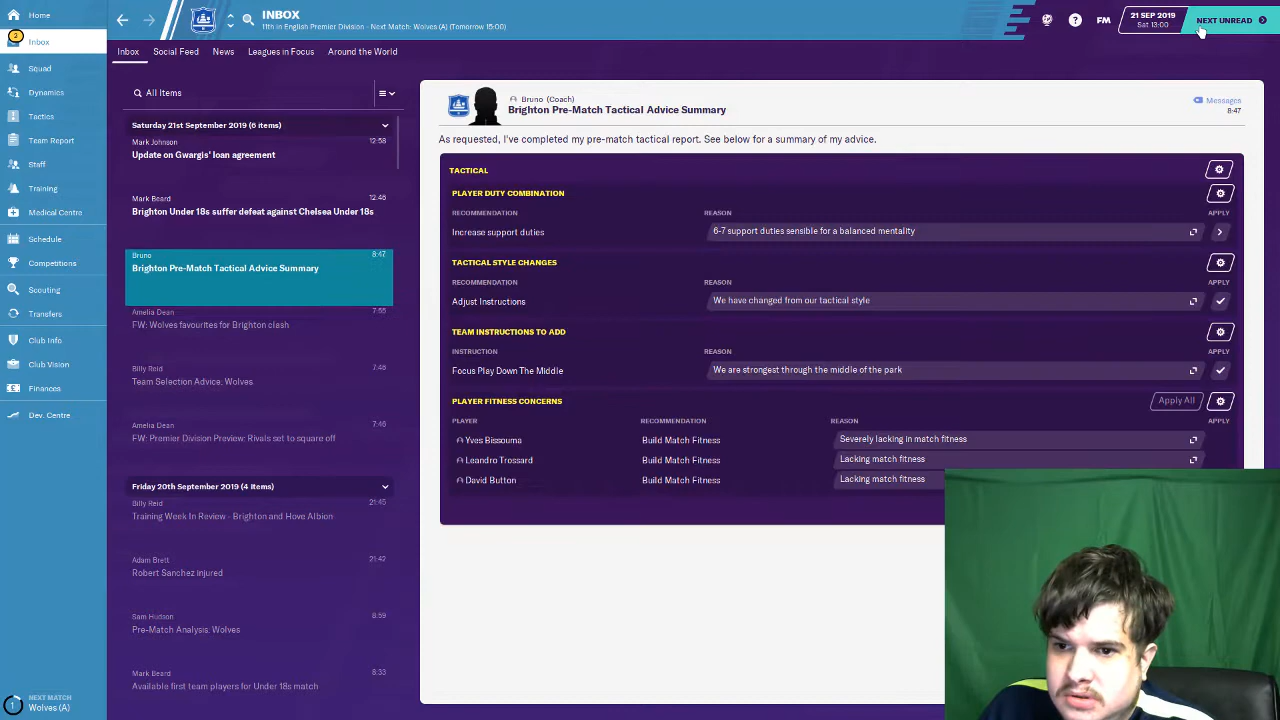 Home
INBOX
11th in English Premier Division - Next Match: Wolves (A) (Tomorrow 15:00)
?
FM
21 SEP 2019
Sat 13:00
NEXT UNREAD
2
Inbox
Squad
Dynamics
Tactics
Team Report
Staff
Training
Medical Centre
Schedule
Competitions
Scouting
Transfers
Club Info
Club Vision
Finances
Dev. Centre
1
NEXT MATCH
Wolves (A)
Inbox
Social Feed
News
Leagues in Focus
Around the World
All Items
Saturday 21st September 2019 (6 items)
Mark Johnson
12:58
Update on Gwargis' loan agreement
Mark Beard
12:46
Brighton Under 18s suffer defeat against Chelsea Under 18s
Bruno
8:47
Brighton Pre-Match Tactical Advice Summary
Amelia Dean
7:55
FW: Wolves favourites for Brighton clash
Billy Reid
7:48
Team Selection Advice: Wolves
Amelia Dean
7:46
FW: Premier Division Preview: Rivals set to square off
Friday 20th September 2019 (4 items)
Billy Reid
21:45
Training Week In Review - Brighton and Hove Albion
Adam Brett
21:42
Robert Sanchez injured
Sam Hudson
8:59
Pre-Match Analysis: Wolves
Mark Beard
8:33
Available first team players for Under 18s match
Bruno (Coach)
Brighton Pre-Match Tactical Advice Summary
Messages
8:47
As requested, I've completed my pre-match tactical report. See below for a summary of my advice.
TACTICAL
PLAYER DUTY COMBINATION
RECOMMENDATION REASON APPLY
Increase support duties 6-7 support duties sensible for a balanced mentality
TACTICAL STYLE CHANGES
RECOMMENDATION REASON APPLY
Adjust Instructions We have changed from our tactical style
TEAM INSTRUCTIONS TO ADD
INSTRUCTION REASON APPLY
Focus Play Down The Middle We are strongest through the middle of the park
PLAYER FITNESS CONCERNS Apply All
PLAYER RECOMMENDATION REASON APPLY
Yves Bissouma Build Match Fitness Severely lacking in match fitness
Leandro Trossard Build Match Fitness Lacking match fitness
David Button Build Match Fitness Lacking match fitness